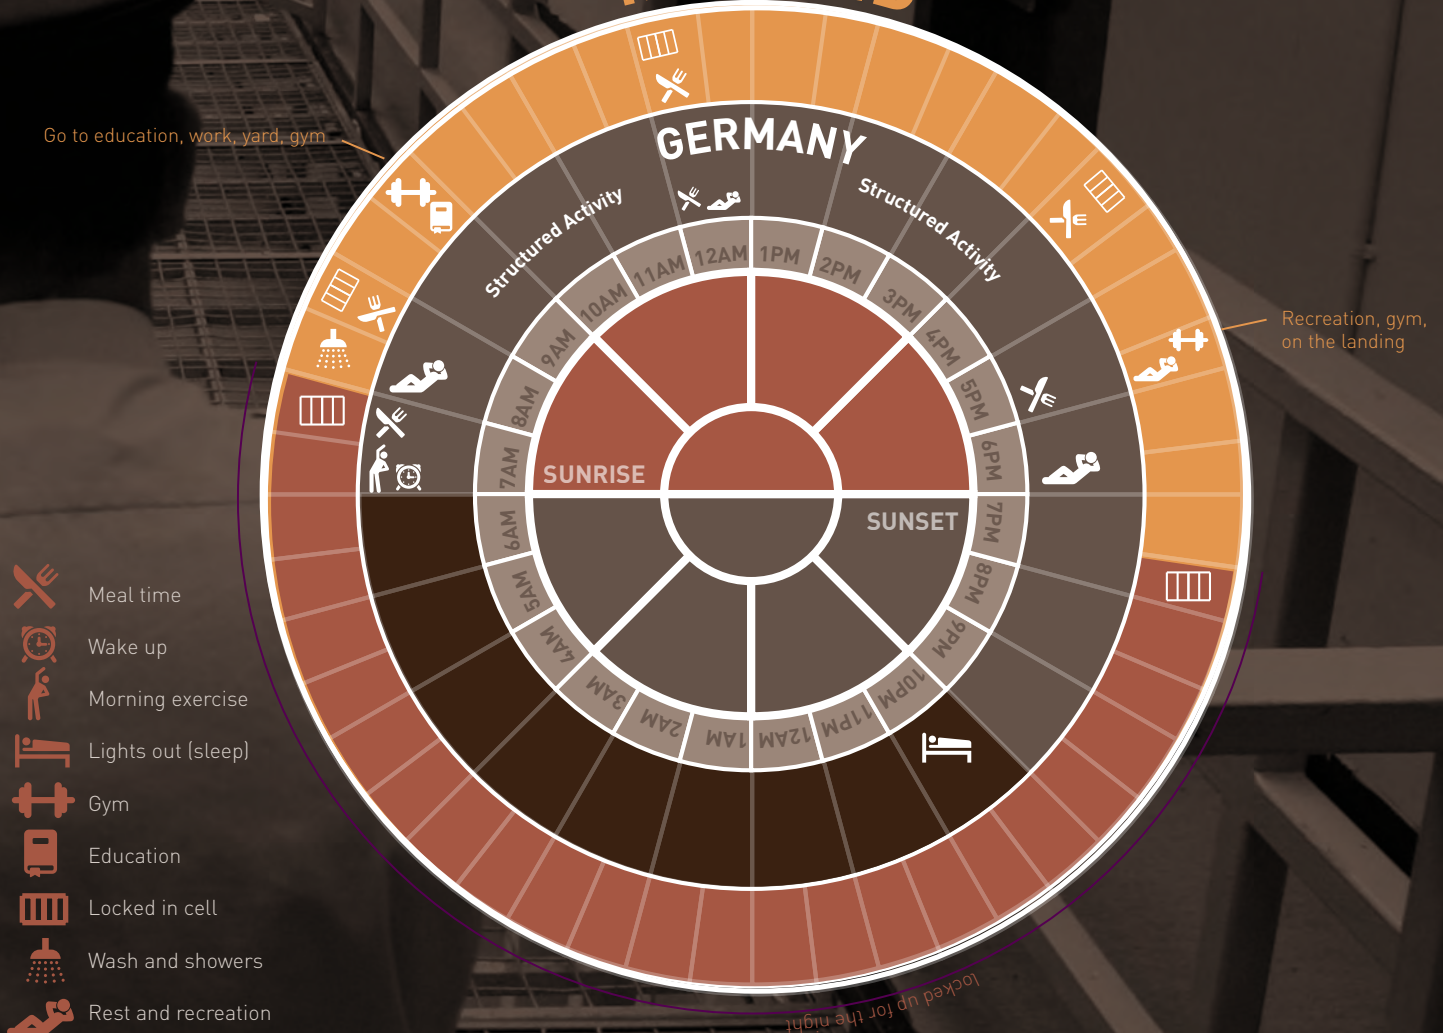 Go to education, work, yard, gym
GERMANY
Structured Activity
Structured Activity
12AM
1PM
2PM
3PM
4PM
5PM
6PM
7PM
8PM
9PM
10PM
11PM
12AM
1AM
2AM
3AM
4AM
5AM
6AM
7AM
8AM
9AM
10AM
11AM
SUNRISE
SUNSET
Recreation, gym,
on the landing
Meal time
Wake up
Morning exercise
Lights out (sleep)
Gym
Education
Locked in cell
Wash and showers
Rest and recreation
locked up for the night